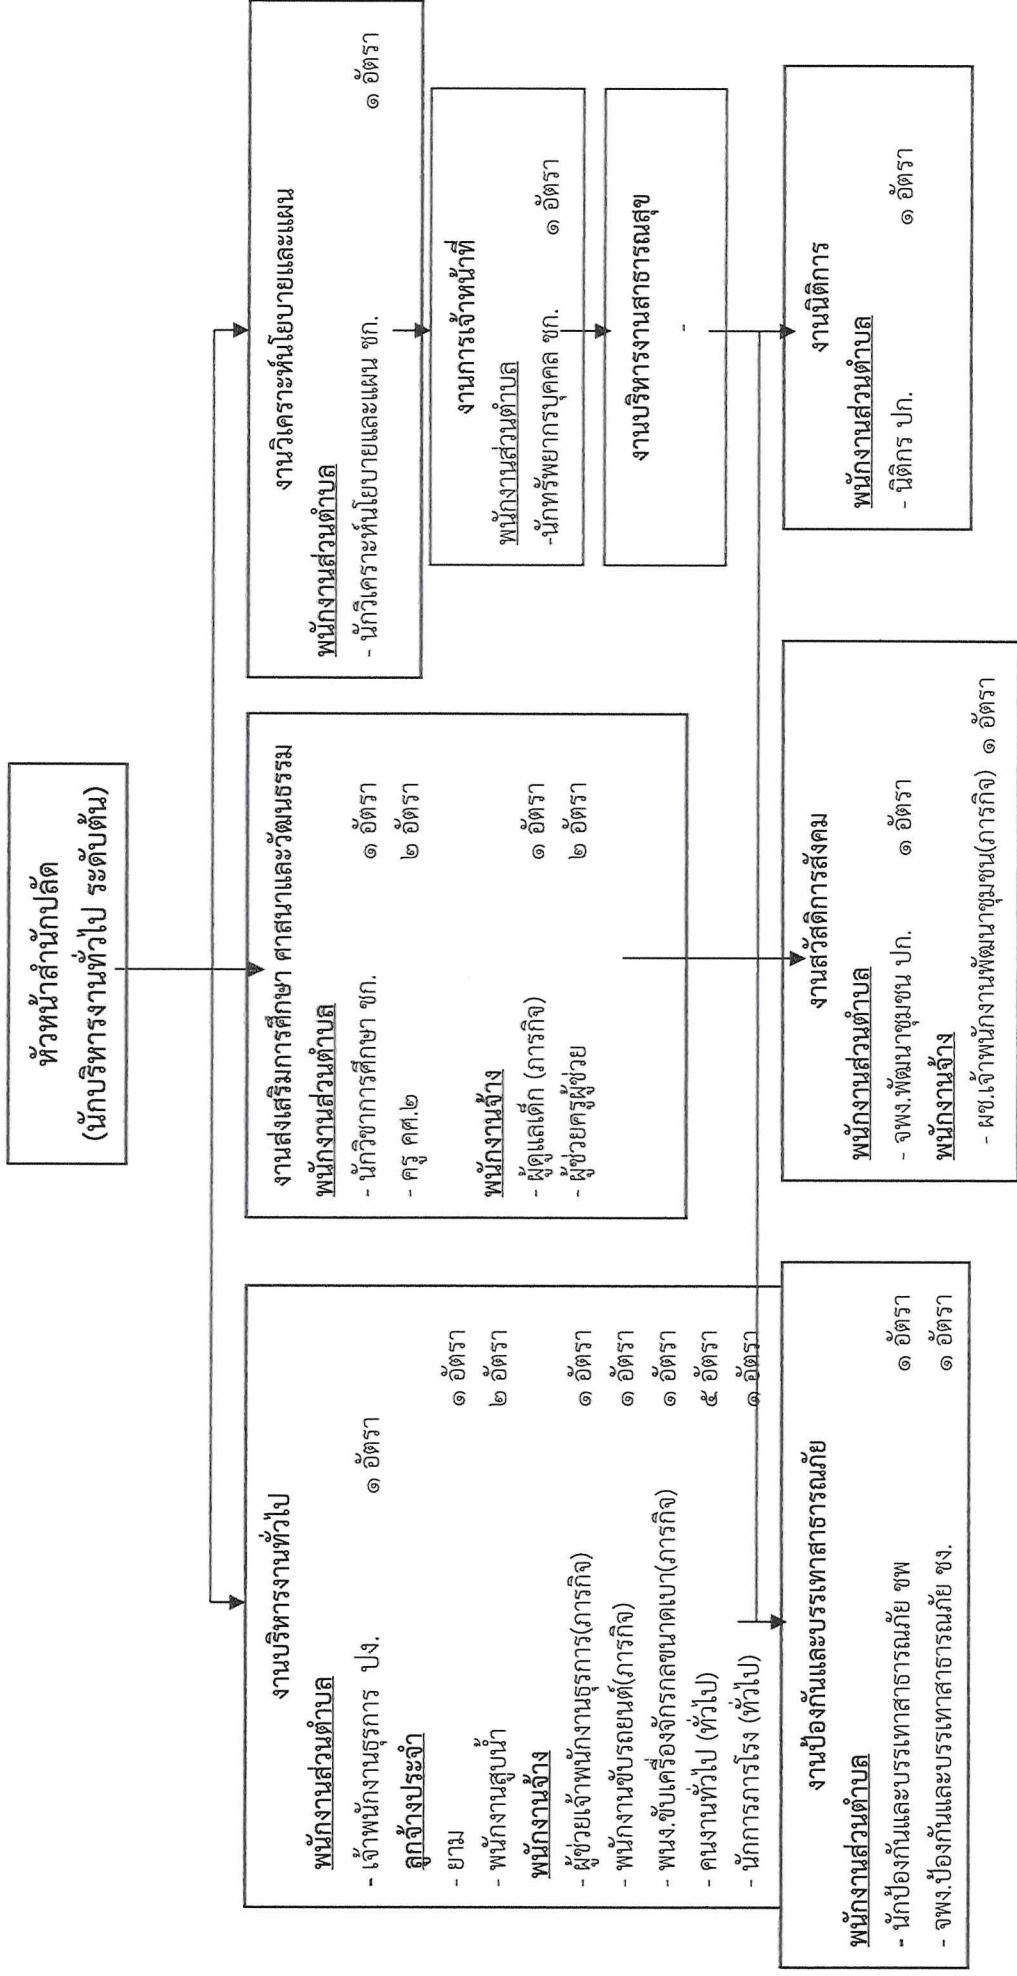 หัวหน้าสำนักปลัด
(นักบริหารงานทั่วไป ระดับต้น)
งานบริหารงานทั่วไป
พนักงานส่วนตำบล
- เจ้าพนักงานธุรการ ปง. ๑ อัตรา
ลูกจ้างประจำ
- ยาม ๑ อัตรา
- พนักงานสูบน้ำ ๒ อัตรา
พนักงานจ้าง
- ผู้ช่วยเจ้าพนักงานธุรการ(ภารกิจ) ๑ อัตรา
- พนักงานขับรถยนต์(ภารกิจ) ๑ อัตรา
- พนง.ขับเครื่องจักรกลขนาดเบา(ภารกิจ) ๑ อัตรา
- คนงานทั่วไป (ทั่วไป) ๕ อัตรา
- นักการภารโรง (ทั่วไป) ๑ อัตรา
งานส่งเสริมการศึกษา ศาสนาและวัฒนธรรม
พนักงานส่วนตำบล
- นักวิชาการศึกษา ชก. ๑ อัตรา
- ครู คศ.๒ ๒ อัตรา
พนักงานจ้าง
- ผู้ดูแลเด็ก (ภารกิจ) ๑ อัตรา
- ผู้ช่วยครูผู้ช่วย ๒ อัตรา
งานวิเคราะห์นโยบายและแผน
พนักงานส่วนตำบล
- นักวิเคราะห์นโยบายและแผน ชก. ๑ อัตรา
งานการเจ้าหน้าที่
พนักงานส่วนตำบล
-นักทรัพยากรบุคคล ชก. ๑ อัตรา
งานบริหารงานสาธารณสุข
-
งานป้องกันและบรรเทาสาธารณภัย
พนักงานส่วนตำบล
- นักป้องกันและบรรเทาสาธารณภัย ชพ ๑ อัตรา
- จพง.ป้องกันและบรรเทาสาธารณภัย ชง. ๑ อัตรา
งานสวัสดิการสังคม
พนักงานส่วนตำบล
- จพง.พัฒนาชุมชน ปก. ๑ อัตรา
พนักงานจ้าง
- ผช.เจ้าพนักงานพัฒนาชุมชน(ภารกิจ) ๑ อัตรา
งานนิติการ
พนักงานส่วนตำบล
- นิติกร ปก. ๑ อัตรา